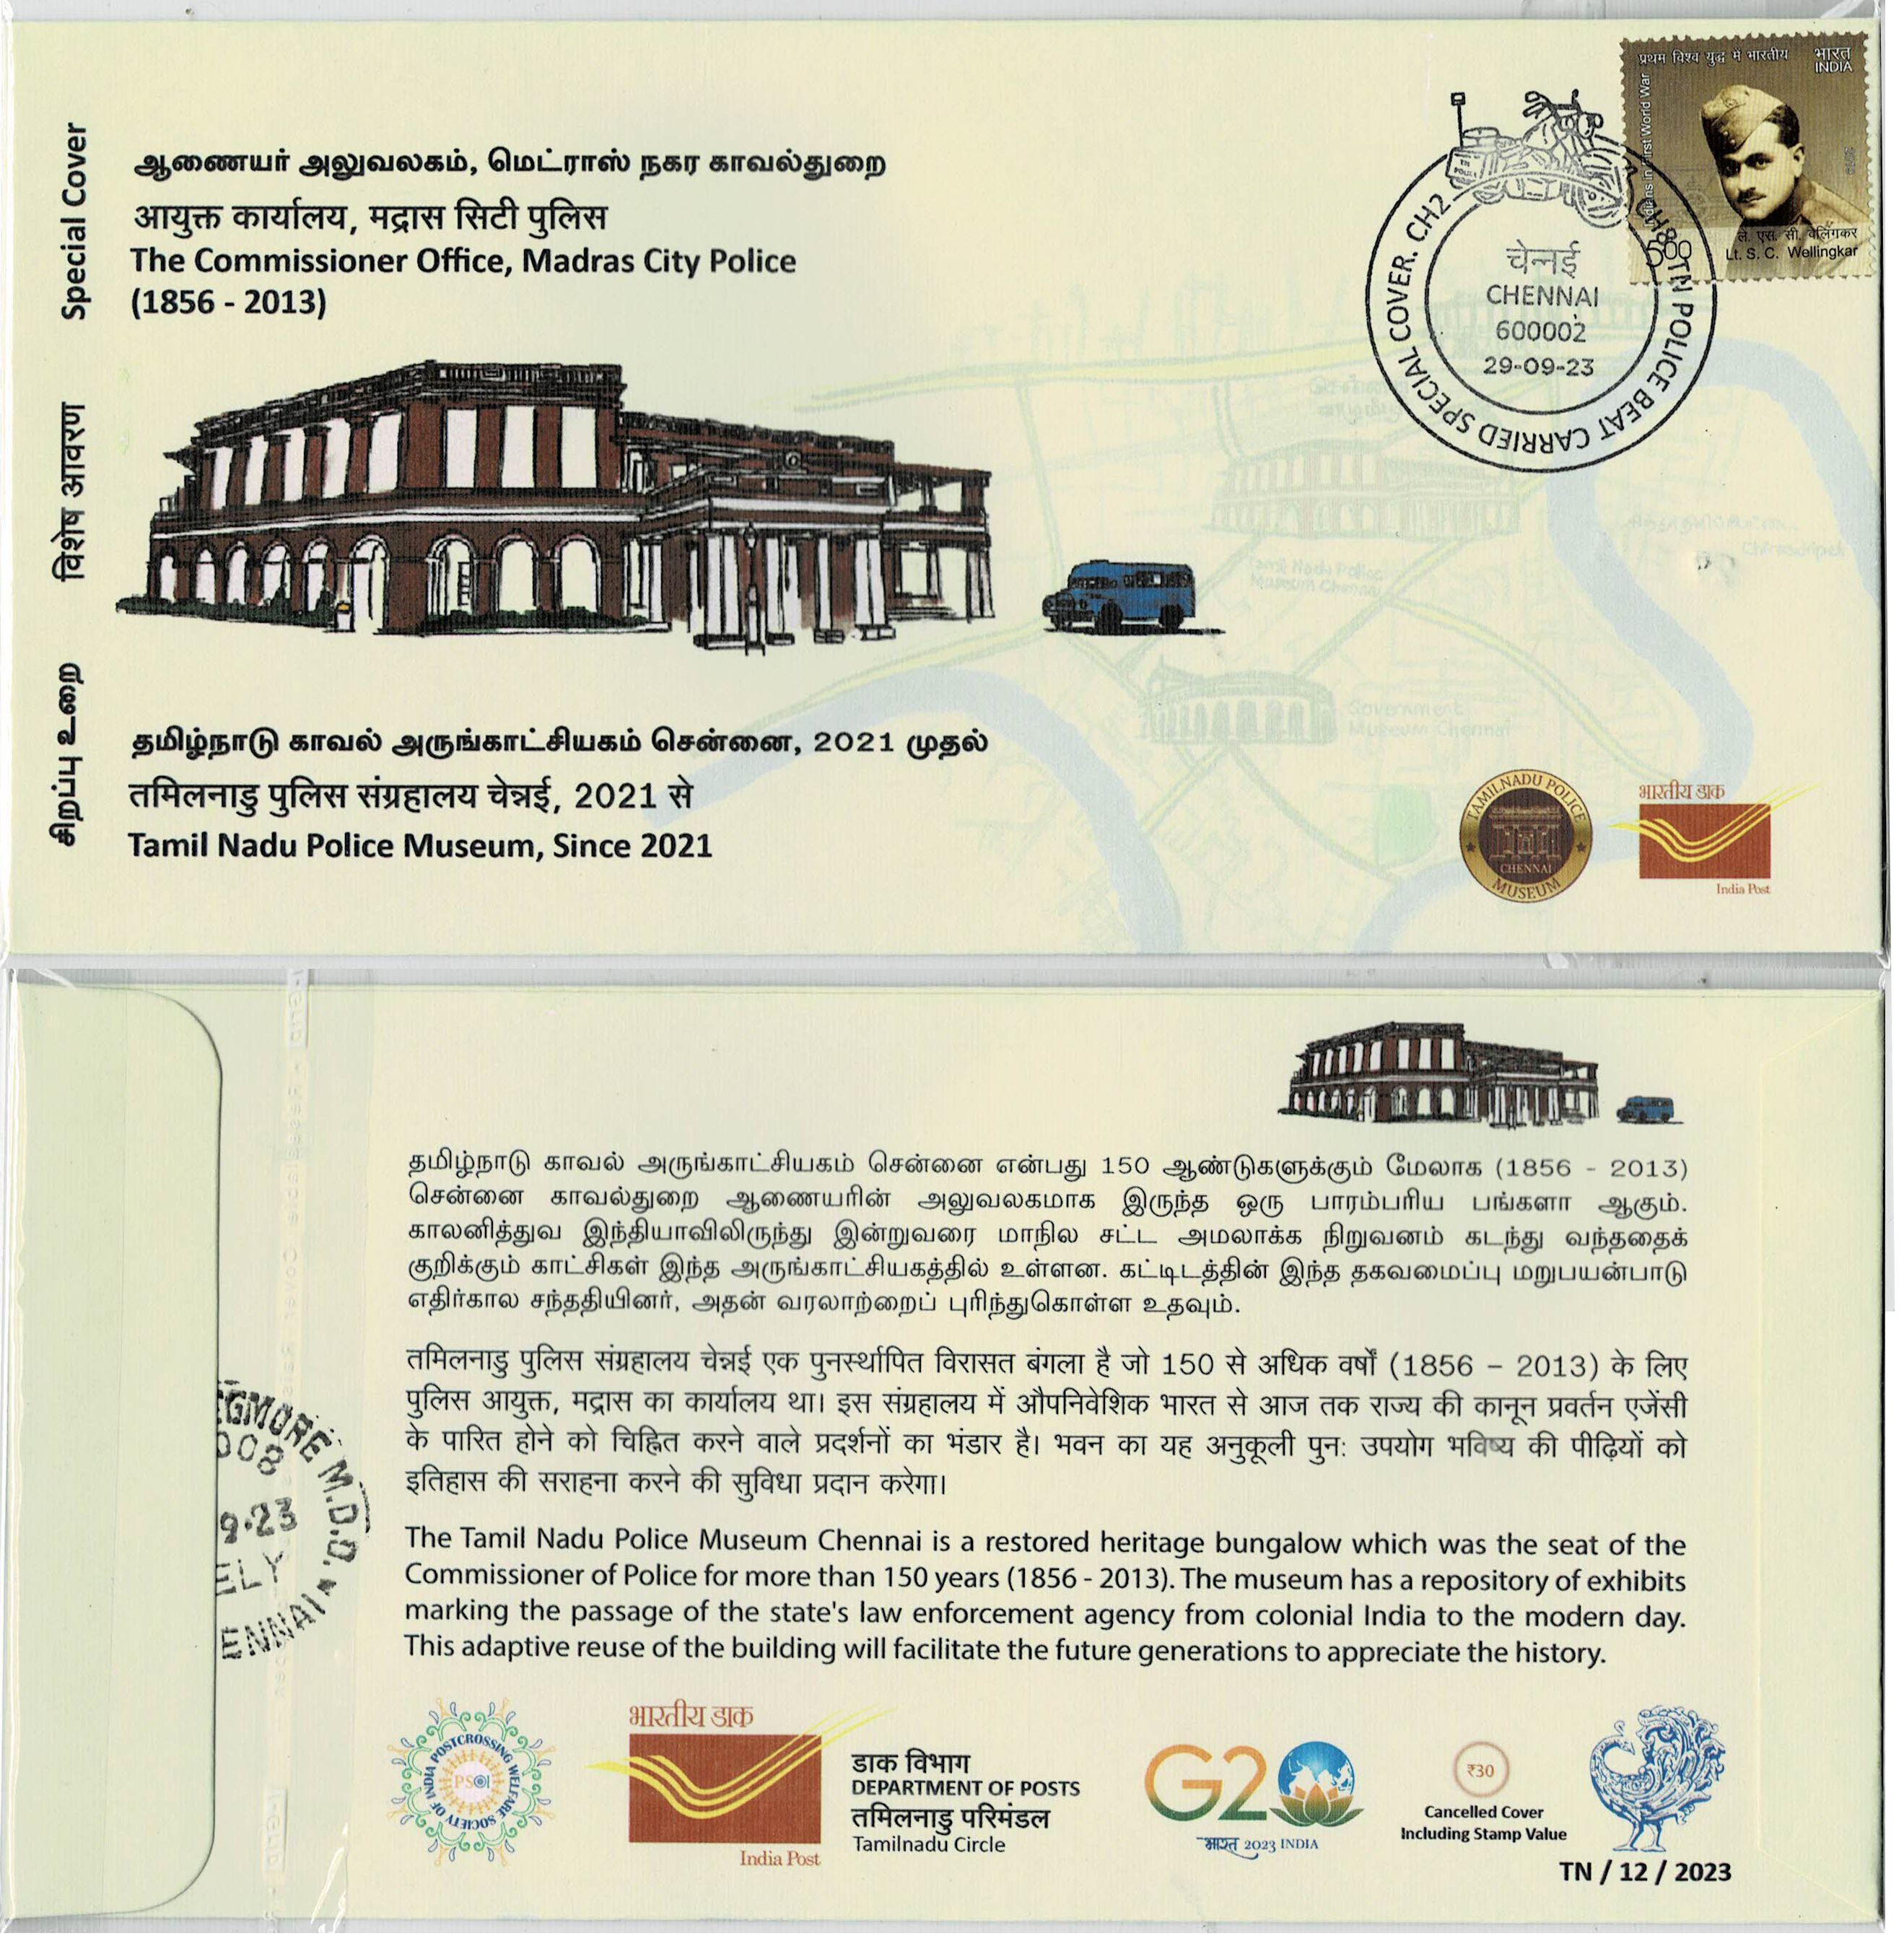 Special Cover
विशेष आवरण
சிறப்பு உறை
ஆணையர் அலுவலகம், மெட்ராஸ் நகர காவல்துறை
आयुक्त कार्यालय, मद्रास सिटी पुलिस
The Commissioner Office, Madras City Police
(1856 - 2013)
प्रथम विश्व युद्ध में भारतीय
भारत
INDIA
Indians in First World War
ले. एस. सी. वेलिंगकर
Lt. S. C. Wellingkar
500
SPECIAL COVER. CH2
TN POLICE BEAT CARRIED
चेन्नई
CHENNAI
600002
29-09-23
Tamil Nadu Police
Museum Chennai
Government
Museum Chennai
தமிழ்நாடு காவல் அருங்காட்சியகம் சென்னை, 2021 முதல்
तमिलनाडु पुलिस संग्रहालय चेन्नई, 2021 से
Tamil Nadu Police Museum, Since 2021
TAMILNADU POLICE
CHENNAI
MUSEUM
भारतीय डाक
India Post
தமிழ்நாடு காவல் அருங்காட்சியகம் சென்னை என்பது 150 ஆண்டுகளுக்கும் மேலாக (1856 - 2013)
சென்னை காவல்துறை ஆணையரின் அலுவலகமாக இருந்த ஒரு பாரம்பரிய பங்களா ஆகும்.
காலனித்துவ இந்தியாவிலிருந்து இன்றுவரை மாநில சட்ட அமலாக்க நிறுவனம் கடந்து வந்ததைக்
குறிக்கும் காட்சிகள் இந்த அருங்காட்சியகத்தில் உள்ளன. கட்டிடத்தின் இந்த தகவமைப்பு மறுபயன்பாடு
எதிர்கால சந்ததியினர், அதன் வரலாற்றைப் புரிந்துகொள்ள உதவும்.
तमिलनाडु पुलिस संग्रहालय चेन्नई एक पुनर्स्थापित विरासत बंगला है जो 150 से अधिक वर्षों (1856 – 2013) के लिए
पुलिस आयुक्त, मद्रास का कार्यालय था। इस संग्रहालय में औपनिवेशिक भारत से आज तक राज्य की कानून प्रवर्तन एजेंसी
के पारित होने को चिह्नित करने वाले प्रदर्शनों का भंडार है। भवन का यह अनुकूली पुन: उपयोग भविष्य की पीढ़ियों को
इतिहास की सराहना करने की सुविधा प्रदान करेगा।
The Tamil Nadu Police Museum Chennai is a restored heritage bungalow which was the seat of the
Commissioner of Police for more than 150 years (1856 - 2013). The museum has a repository of exhibits
marking the passage of the state's law enforcement agency from colonial India to the modern day.
This adaptive reuse of the building will facilitate the future generations to appreciate the history.
EGMORE M.D.O.
008
9.23
ELY
ENNAI
POSTCROSSING WELFARE SOCIETY OF INDIA
PSOI
भारतीय डाक
India Post
डाक विभाग
DEPARTMENT OF POSTS
तमिलनाडु परिमंडल
Tamilnadu Circle
G20
भारत 2023 INDIA
₹30
Cancelled Cover
Including Stamp Value
TN / 12 / 2023